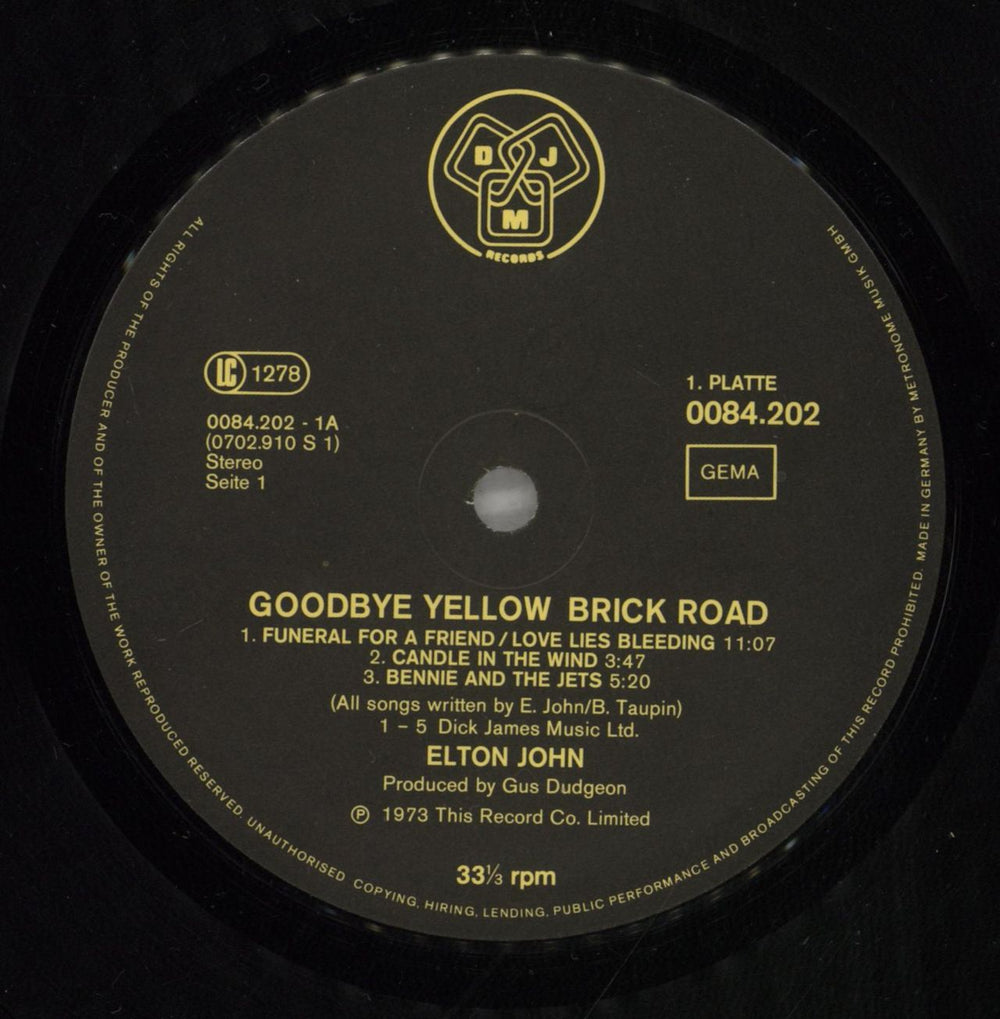 D J
M
RECORDS
LC 1278
0084.202 - 1A
(0702.910 S 1)
Stereo
Seite 1
1. PLATTE
0084.202
GEMA
GOODBYE YELLOW BRICK ROAD
1. FUNERAL FOR A FRIEND / LOVE LIES BLEEDING 11:07
2. CANDLE IN THE WIND 3:47
3. BENNIE AND THE JETS 5:20
(All songs written by E. John/B. Taupin)
1 – 5 Dick James Music Ltd.
ELTON JOHN
Produced by Gus Dudgeon
℗ 1973 This Record Co. Limited
33⅓ rpm
ALL RIGHTS OF THE PRODUCER AND OF THE OWNER OF THE WORK REPRODUCED RESERVED. UNAUTHORISED COPYING, HIRING, LENDING, PUBLIC PERFORMANCE AND BROADCASTING OF THIS RECORD PROHIBITED. MADE IN GERMANY BY METRONOME MUSIK GMBH